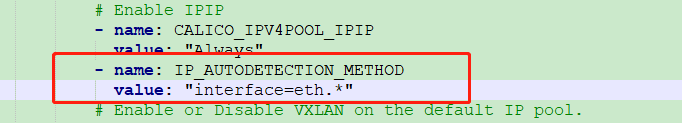 # Enable IPIP
- name: CALICO_IPV4POOL_IPIP
value: "Always"
- name: IP_AUTODETECTION_METHOD
value: "interface=eth.*"
# Enable or Disable VXLAN on the default IP pool.